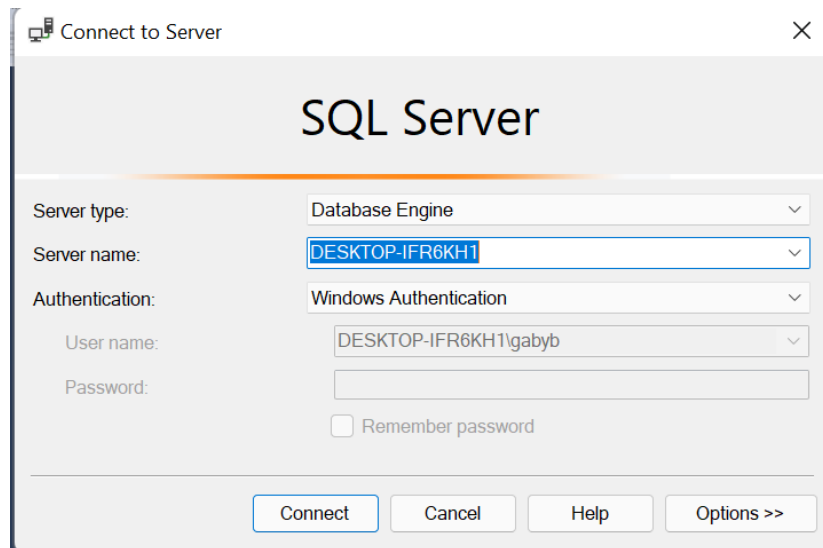 Connect to Server
SQL Server
Server type: Database Engine
Server name: DESKTOP-IFR6KH1
Authentication: Windows Authentication
User name: DESKTOP-IFR6KH1\gabyb
Password:
Remember password
Connect Cancel Help Options >>